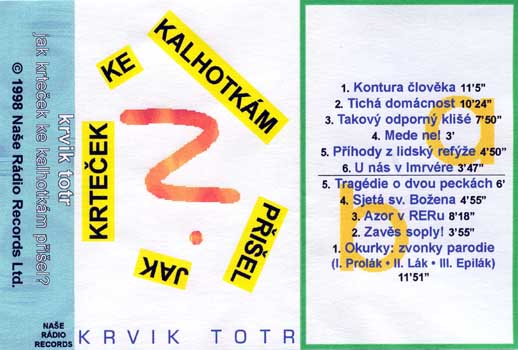 krvik totr
jak krteček ke kalhotkám přišel?
© 1998 Naše Rádio Records Ltd.
JAK
KRTEČEK
KE
KALHOTKÁM
PŘIŠEL
?
NAŠE
RÁDIO
RECORDS
KRVIK TOTR
a
1. Kontura člověka 11'5"
2. Tichá domácnost 10'24"
3. Takový odporný klišé 7'50"
4. Mede ne! 3'
5. Příhody z lidský refýže 4'50"
6. U nás v Imrvére 3'47"
b
5. Tragédie o dvou peckách 6'
4. Sjetá sv. Božena 4'55"
3. Azor v RERu 8'18"
2. Zavěs soply! 3'55"
1. Okurky: zvonky parodie
(I. Prolák • II. Lák • III. Epilák)
11'51"